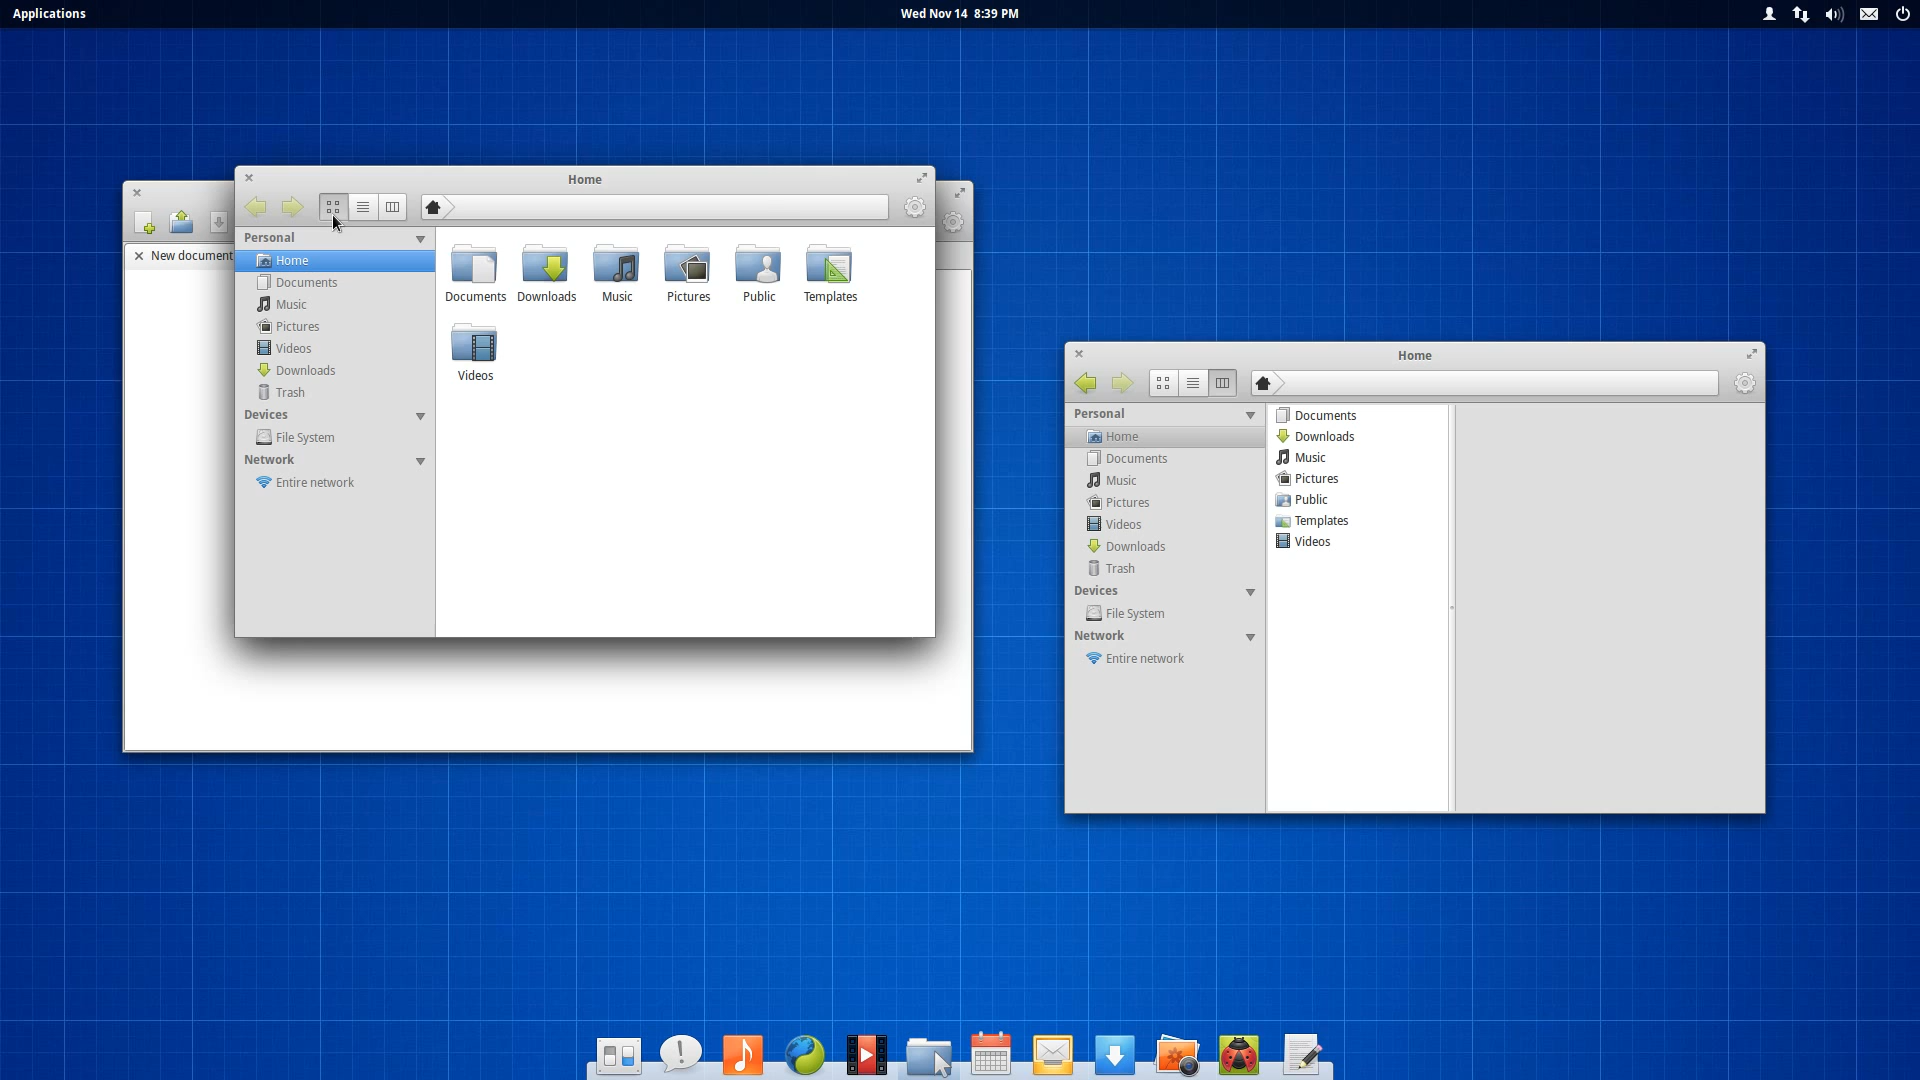 Applications
Wed Nov 14 8:39 PM
Home
New document
Personal
Home
Documents
Music
Pictures
Videos
Downloads
Trash
Devices
File System
Network
Entire network
Documents
Downloads
Music
Pictures
Public
Templates
Videos
Home
Personal
Home
Documents
Music
Pictures
Videos
Downloads
Trash
Devices
File System
Network
Entire network
Documents
Downloads
Music
Pictures
Public
Templates
Videos